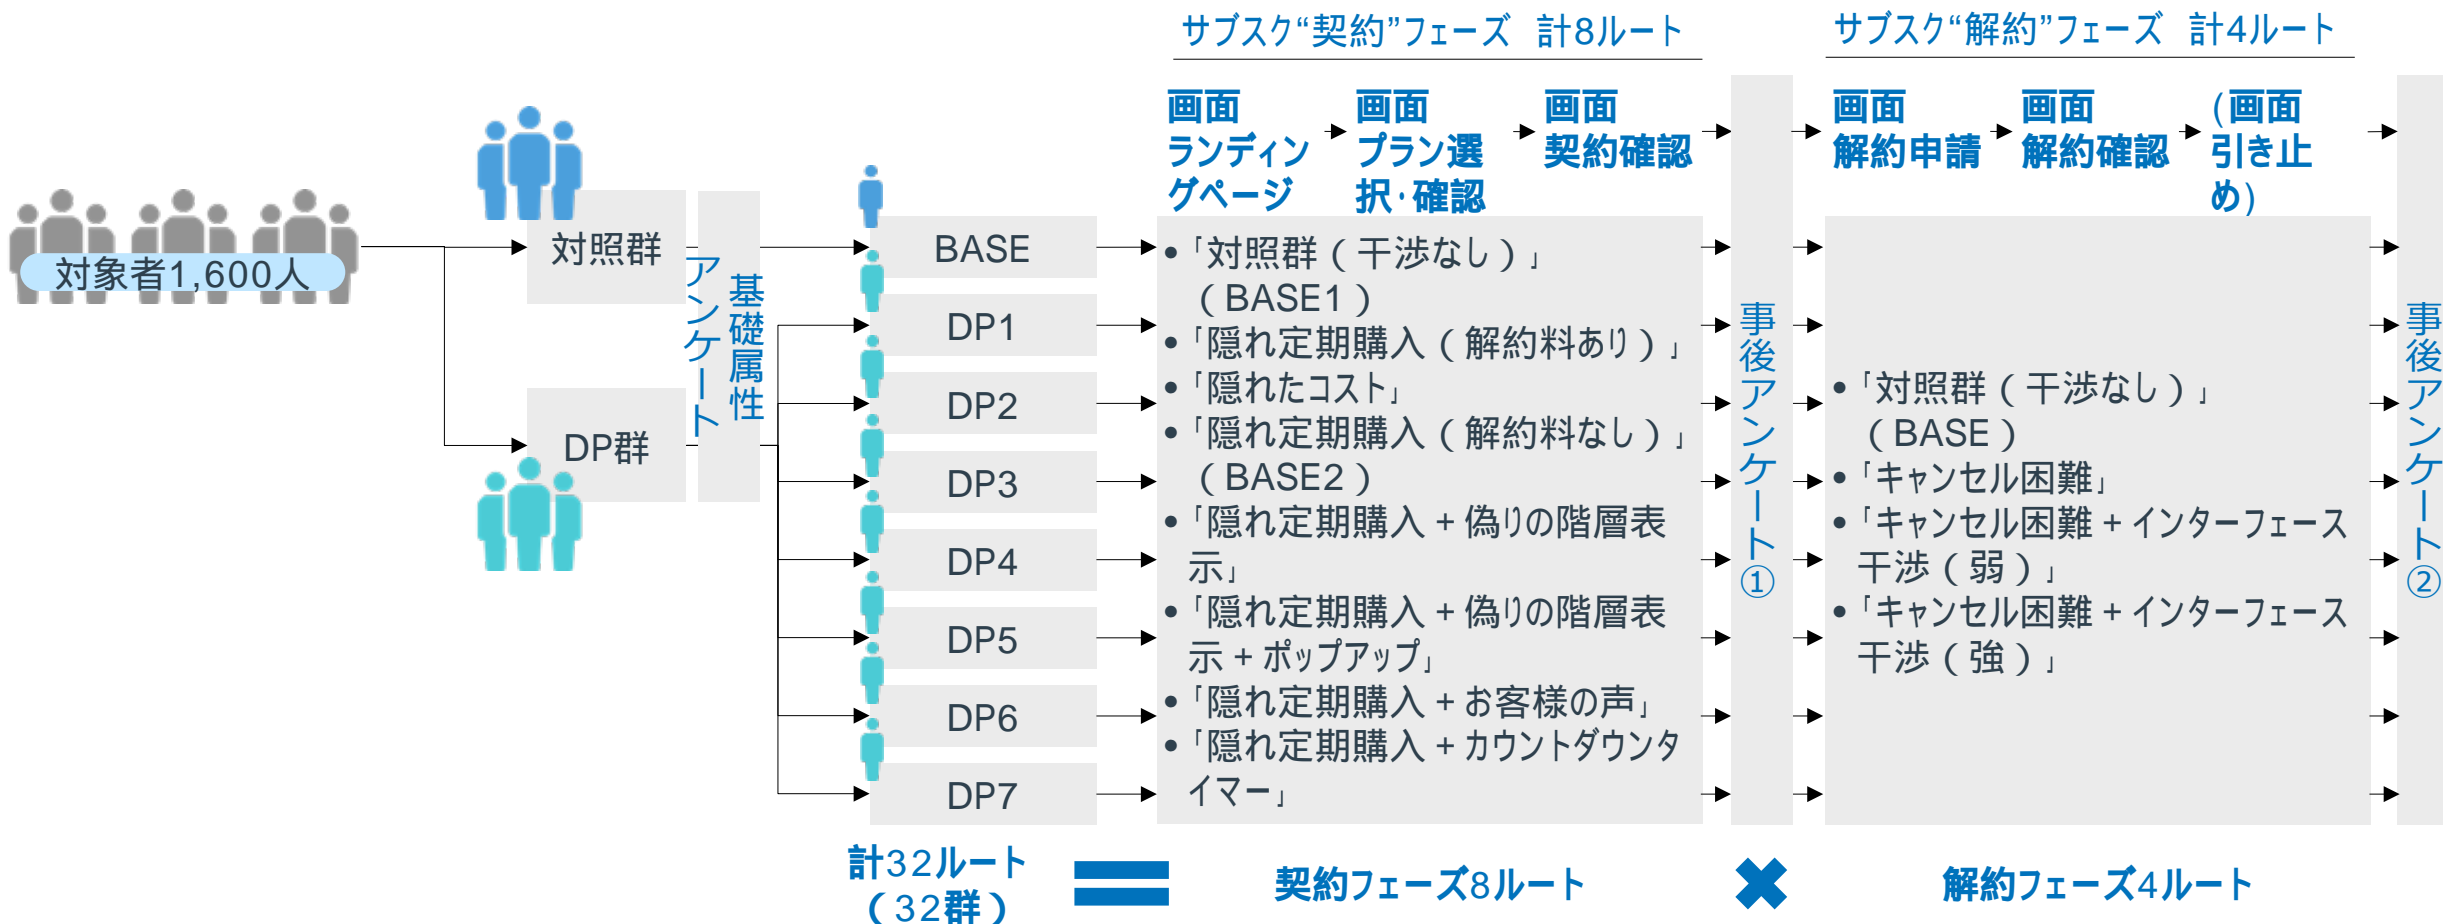 サブスク“契約”フェーズ 計8ルート
サブスク“解約”フェーズ 計4ルート
画面
ランディン
グページ
画面
プラン選
択・確認
画面
契約確認
画面
解約申請
画面
解約確認
(画面
引き止
め)
対象者1,600人
対照群
DP群
基礎属性
アンケート
BASE
DP1
DP2
DP3
DP4
DP5
DP6
DP7
•「対照群（干渉なし）」
（BASE1）
•「隠れ定期購入（解約料あり）」
•「隠れたコスト」
•「隠れ定期購入（解約料なし）」
（BASE2）
•「隠れ定期購入+偽りの階層表
示」
•「隠れ定期購入+偽りの階層表
示+ポップアップ」
•「隠れ定期購入+お客様の声」
•「隠れ定期購入+カウントダウンタ
イマー」
事後アンケート①
•「対照群（干渉なし）」
（BASE）
•「キャンセル困難」
•「キャンセル困難+インターフェース
干渉（弱）」
•「キャンセル困難+インターフェース
干渉（強）」
事後アンケート②
計32ルート
（32群）
=
契約フェーズ8ルート
×
解約フェーズ4ルート